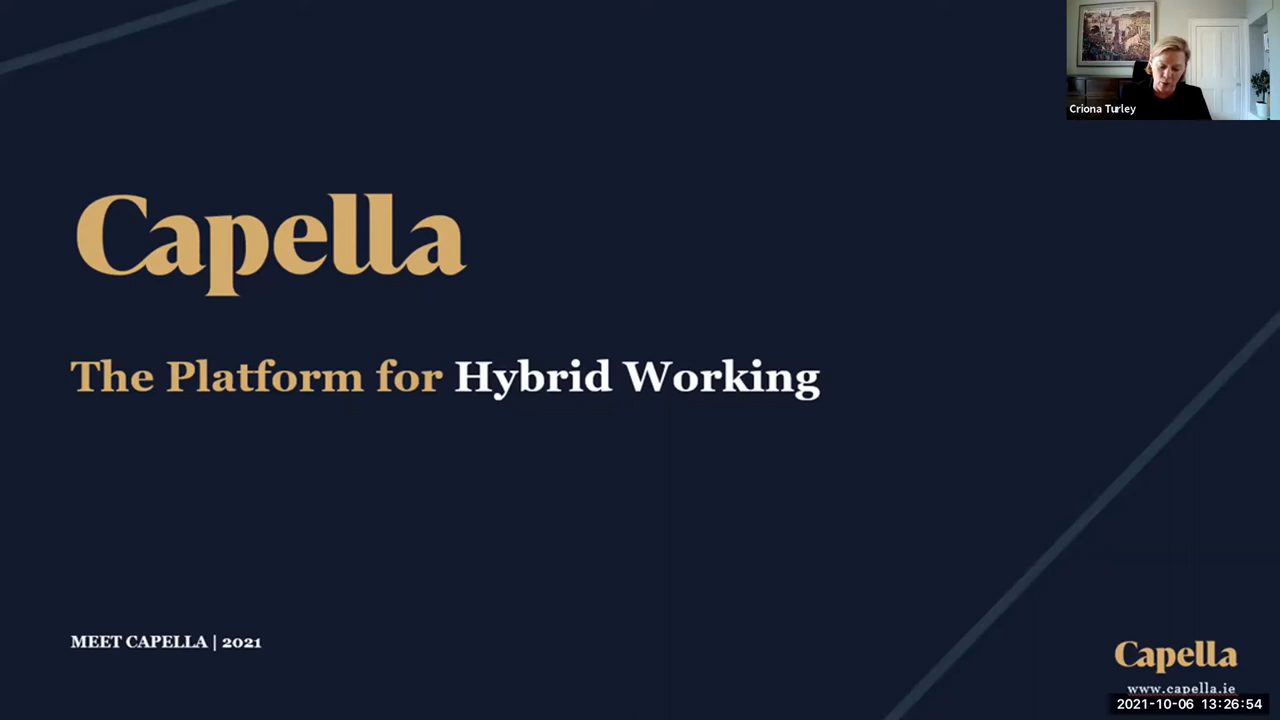 Criona Turley
Capella
The Platform for Hybrid Working
MEET CAPELLA | 2021
Capella
www.capella.ie
2021-10-06 13:26:54